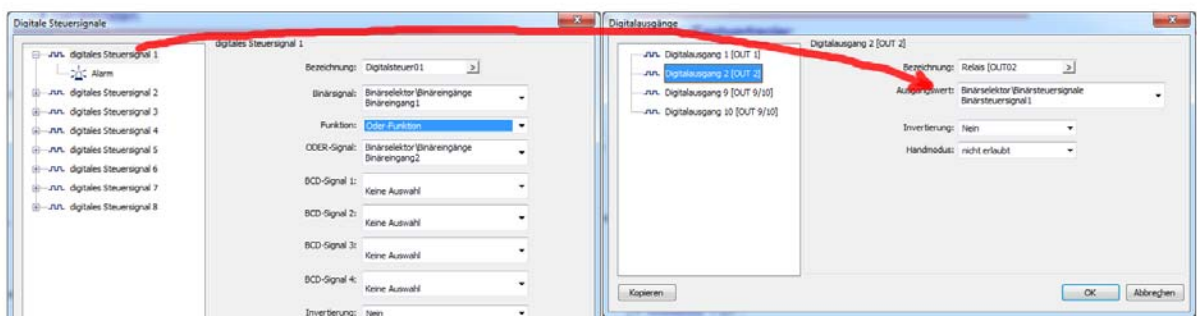 Digitale Steuersignale
digitales Steuersignal 1
Alarm
digitales Steuersignal 2
digitales Steuersignal 3
digitales Steuersignal 4
digitales Steuersignal 5
digitales Steuersignal 6
digitales Steuersignal 7
digitales Steuersignal 8
digitales Steuersignal 1
Bezeichnung: Digitalsteuer01 >
Binärsignal: Binärselektor\Binäreingänge
Binäreingang1
Funktion: Oder-Funktion
ODER-Signal: Binärselektor\Binäreingänge
Binäreingang2
BCD-Signal 1:
Keine Auswahl
BCD-Signal 2:
Keine Auswahl
BCD-Signal 3:
Keine Auswahl
BCD-Signal 4:
Keine Auswahl
Invertierung: Nein
Digitalausgänge
Digitalausgang 1 [OUT 1]
Digitalausgang 2 [OUT 2]
Digitalausgang 9 [OUT 9/10]
Digitalausgang 10 [OUT 9/10]
Digitalausgang 2 [OUT 2]
Bezeichnung: Relais [OUT02 >
Ausgangswert: Binärselektor\Binärsteuersignale
Binärsteuersignal1
Invertierung: Nein
Handmodus: nicht erlaubt
Kopieren
OK
Abbrechen